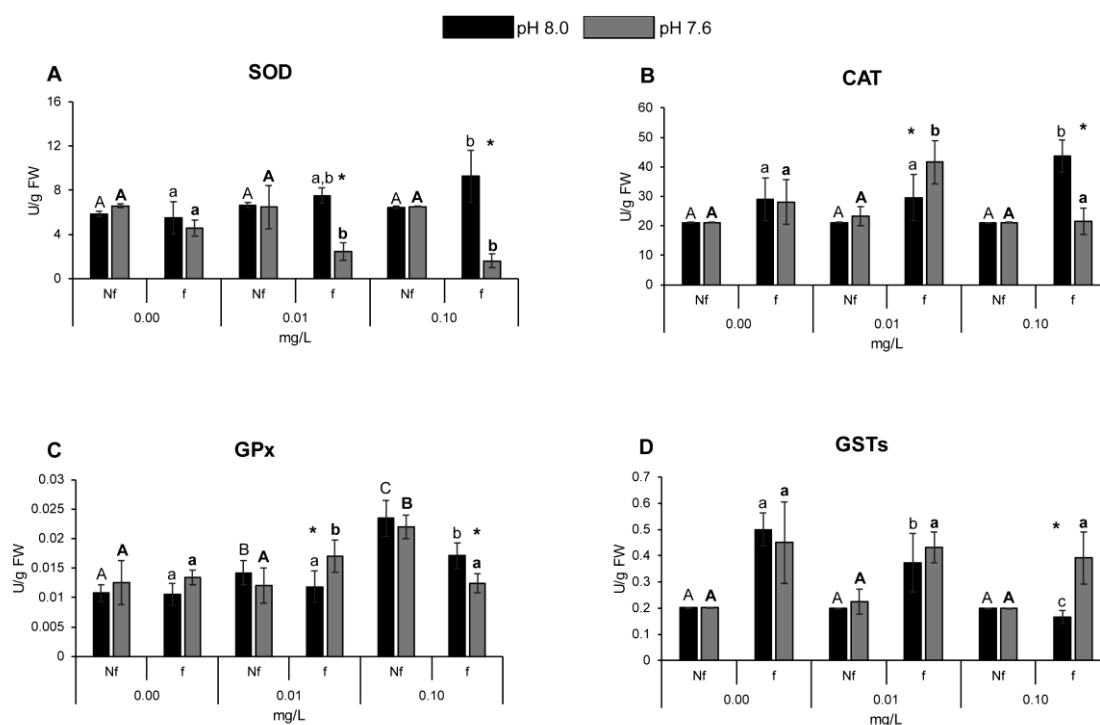 pH 8.0 pH 7.6
A SOD
16
12
8
4
0
U/g FW
A A a a A A a,b * b A A b * b
Nf f Nf f Nf f
0.00 0.01 0.10
mg/L
B CAT
60
50
40
30
20
10
0
U/g FW
A A a a A A * a b A A b * a
Nf f Nf f Nf f
0.00 0.01 0.10
mg/L
C GPx
0.03
0.025
0.02
0.015
0.01
0.005
0
U/g FW
A A a a B A * a b C B b * a
Nf f Nf f Nf f
0.00 0.01 0.10
mg/L
D GSTs
0.7
0.6
0.5
0.4
0.3
0.2
0.1
0
U/g FW
A A a a A A b a A A * c a
Nf f Nf f Nf f
0.00 0.01 0.10
mg/L